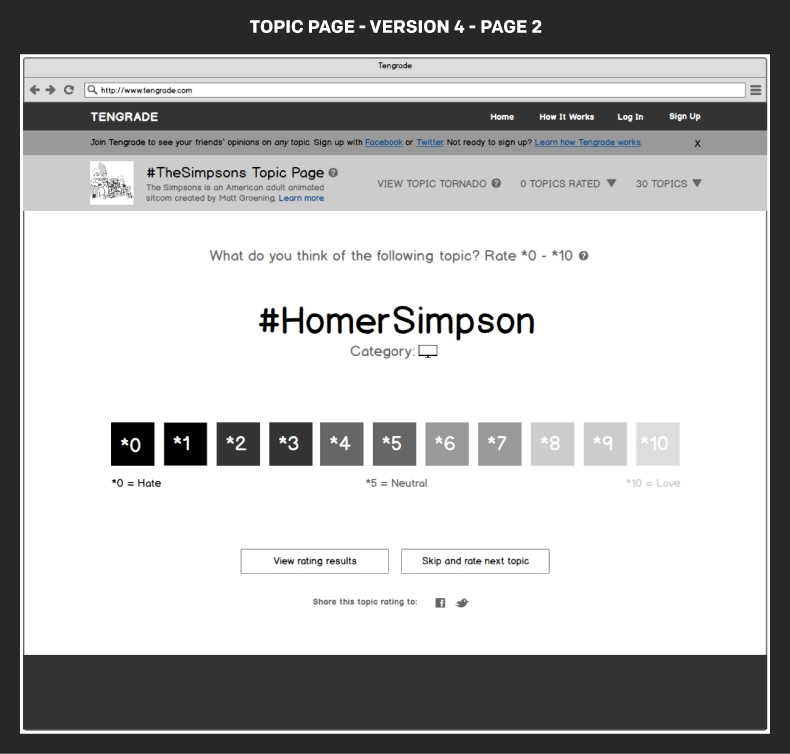 TOPIC PAGE - VERSION 4 - PAGE 2
Tengrade
http://www.tengrade.com
TENGRADE
Home How It Works Log In Sign Up
Join Tengrade to see your friends' opinions on any topic. Sign up with Facebook or Twitter. Not ready to sign up? Learn how Tengrade works. X
#TheSimpsons Topic Page ?
The Simpsons is an American adult animated
sitcom created by Matt Groening. Learn more.
VIEW TOPIC TORNADO ? 0 TOPICS RATED ▼ 30 TOPICS ▼
What do you think of the following topic? Rate *0 - *10 ?
#HomerSimpson
Category:
*0 *1 *2 *3 *4 *5 *6 *7 *8 *9 *10
*0 = Hate *5 = Neutral *10 = Love
View rating results Skip and rate next topic
Share this topic rating to: f